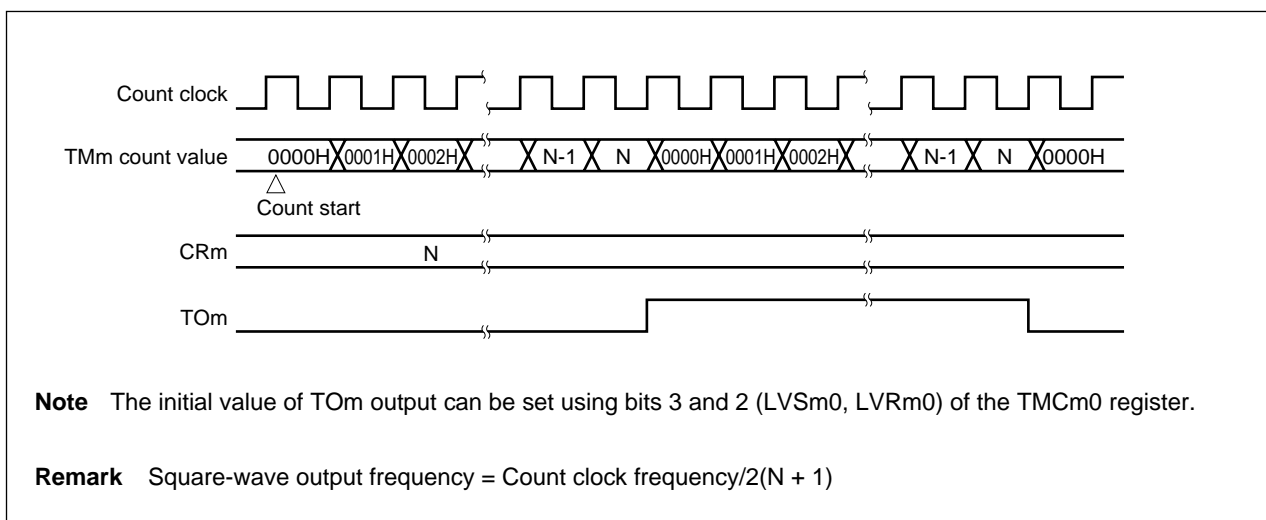 Count clock
TMm count value 0000H 0001H 0002H N-1 N 0000H 0001H 0002H N-1 N 0000H
Count start
CRm N
TOm
Note The initial value of TOm output can be set using bits 3 and 2 (LVSm0, LVRm0) of the TMCm0 register.
Remark Square-wave output frequency = Count clock frequency/2(N + 1)